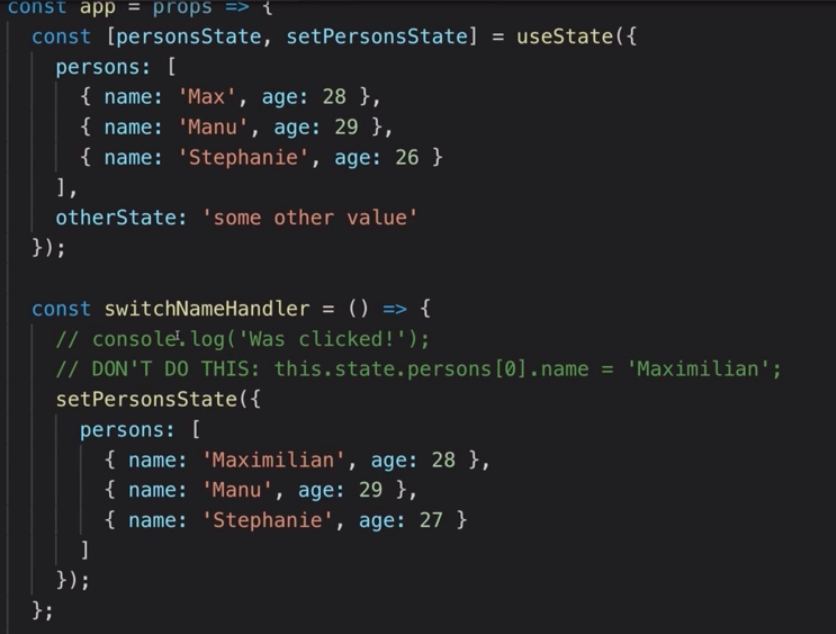 const app = props => {
const [personsState, setPersonsState] = useState({
persons: [
{ name: 'Max', age: 28 },
{ name: 'Manu', age: 29 },
{ name: 'Stephanie', age: 26 }
],
otherState: 'some other value'
});
const switchNameHandler = () => {
// console.log('Was clicked!');
// DON'T DO THIS: this.state.persons[0].name = 'Maximilian';
setPersonsState({
persons: [
{ name: 'Maximilian', age: 28 },
{ name: 'Manu', age: 29 },
{ name: 'Stephanie', age: 27 }
]
});
};